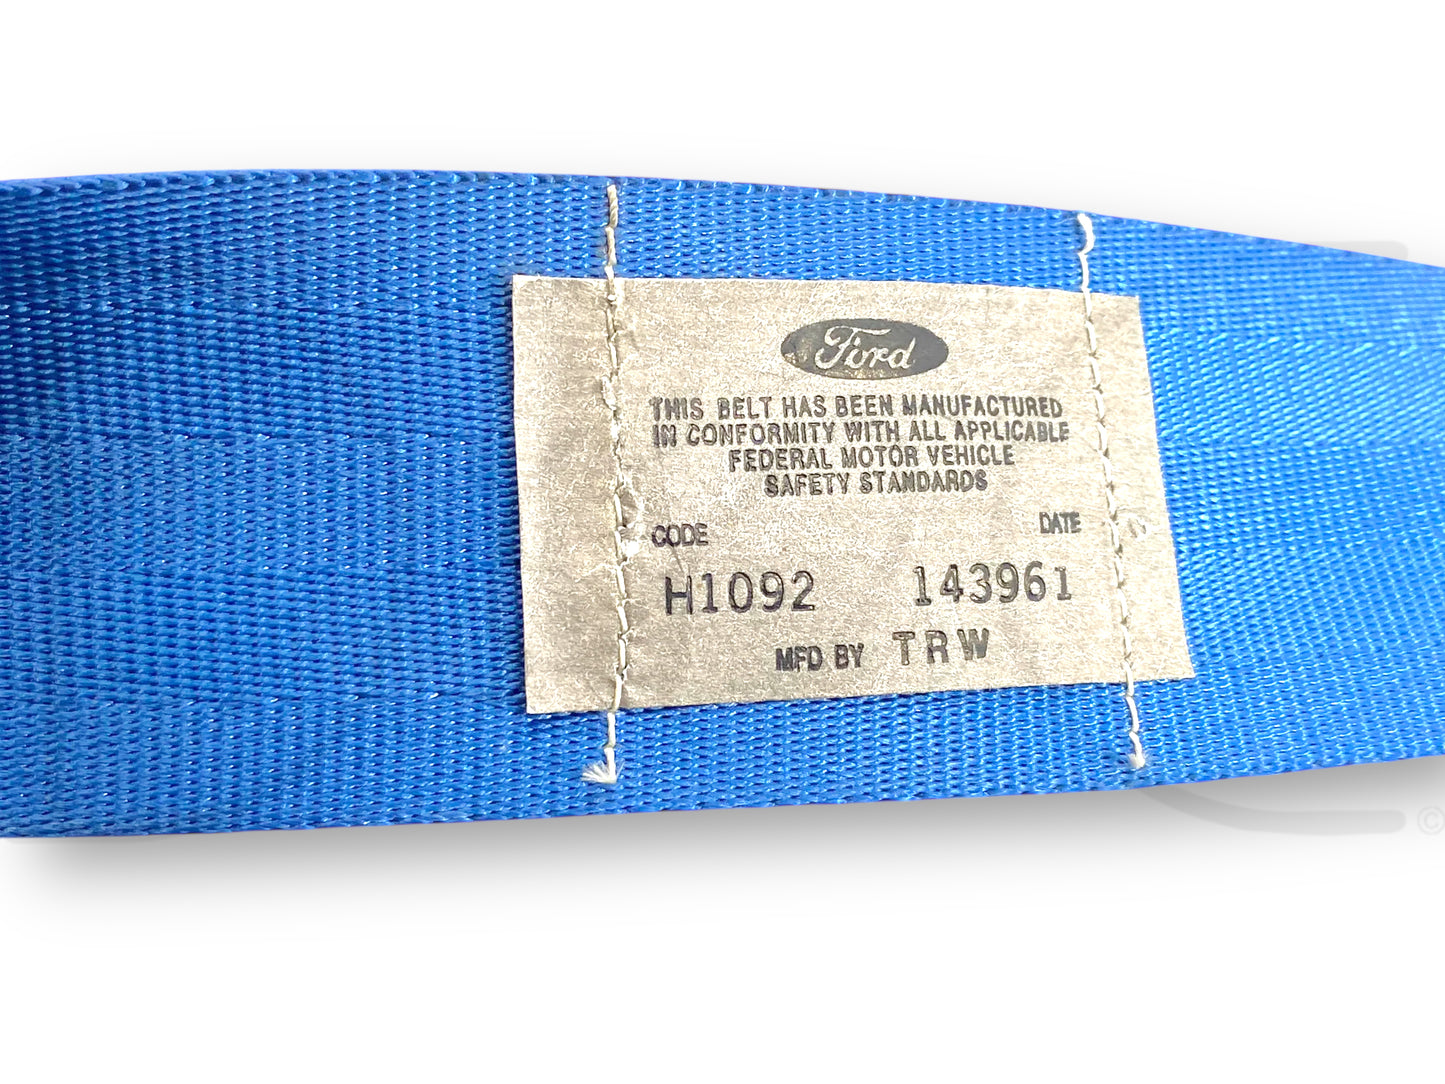 Ford
THIS BELT HAS BEEN MANUFACTURED
IN CONFORMITY WITH ALL APPLICABLE
FEDERAL MOTOR VEHICLE
SAFETY STANDARDS
CODE DATE
H1092 143961
MFD BY TRW
©